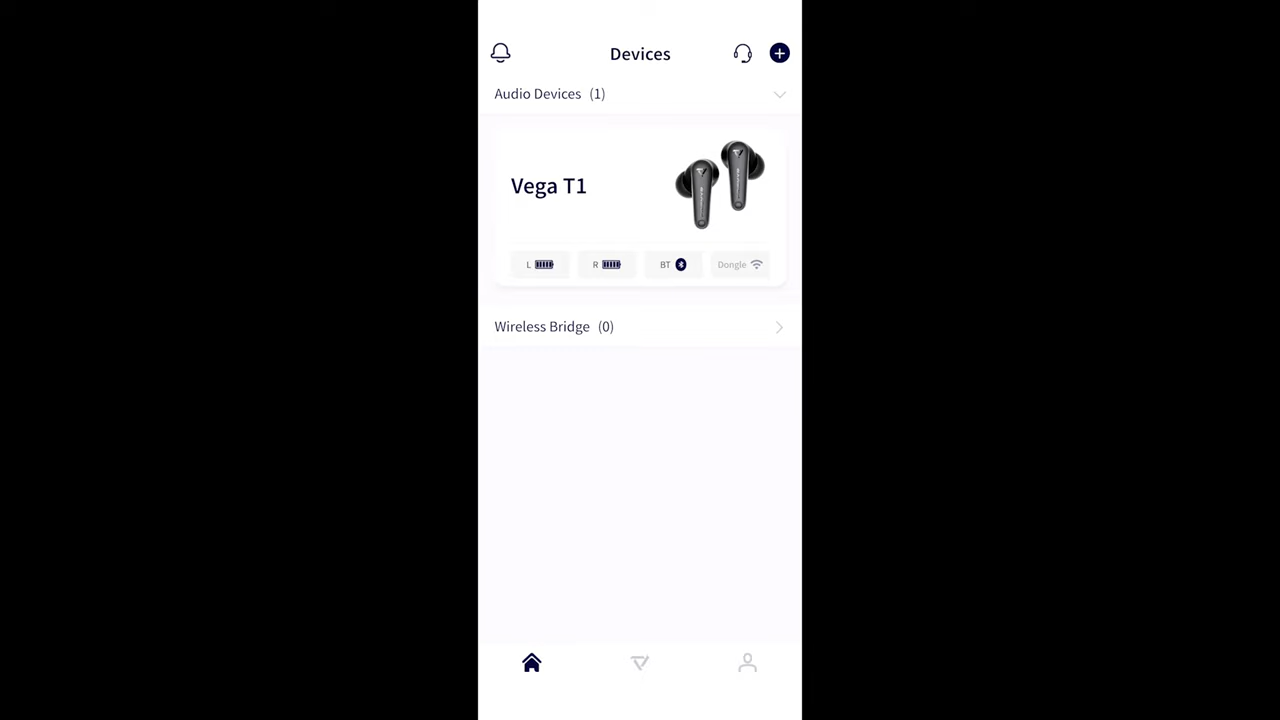 Devices
Audio Devices (1)
Vega T1
L R BT Dongle
Wireless Bridge (0)